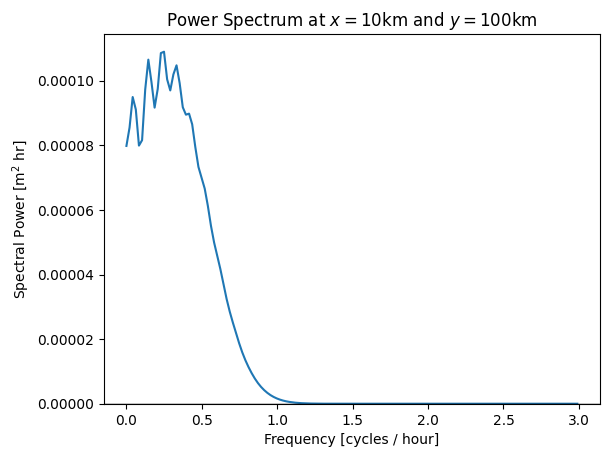 Power Spectrum at x = 10km and y = 100km
Spectral Power [m² hr]
0.00010
0.00008
0.00006
0.00004
0.00002
0.00000
0.0 0.5 1.0 1.5 2.0 2.5 3.0
Frequency [cycles / hour]